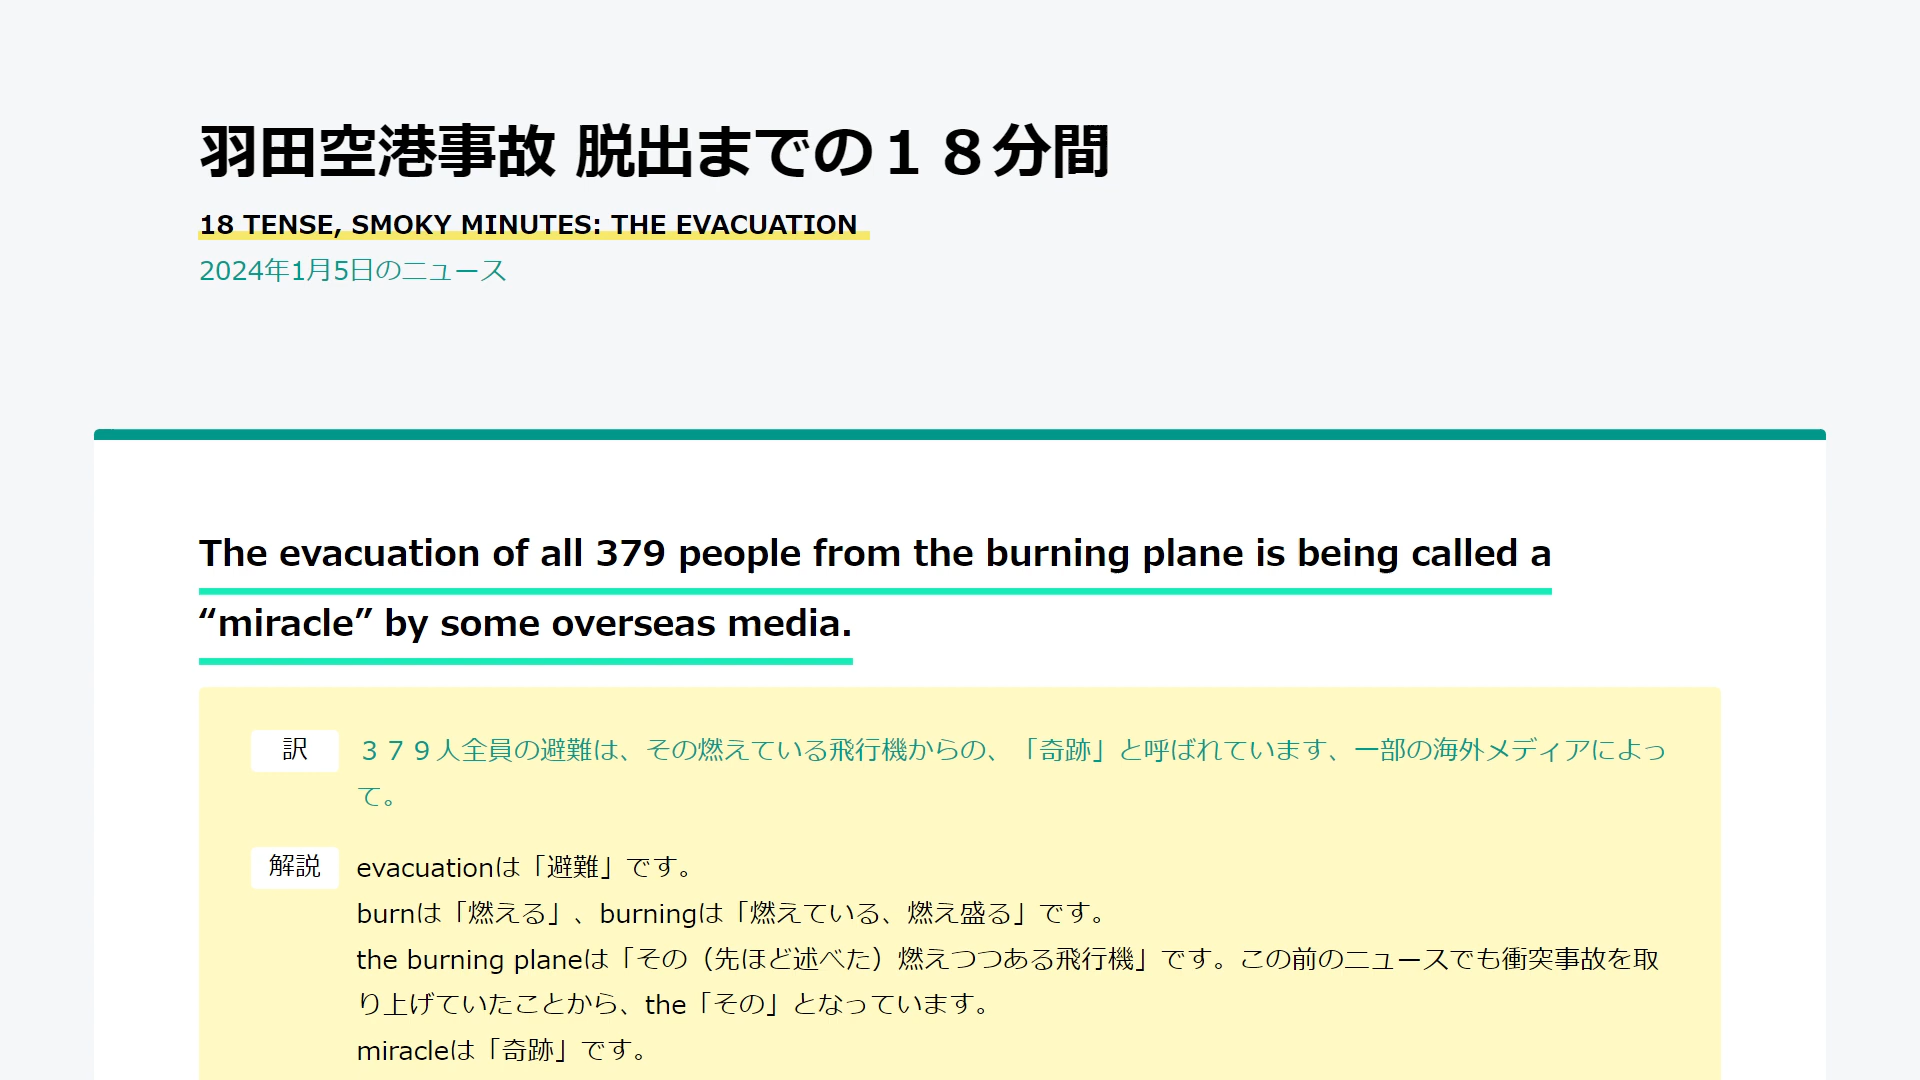 羽田空港事故 脱出までの１８分間
18 TENSE, SMOKY MINUTES: THE EVACUATION
2024年1月5日のニュース
The evacuation of all 379 people from the burning plane is being called a
“miracle” by some overseas media.
訳
３７９人全員の避難は、その燃えている飛行機からの、「奇跡」と呼ばれています、一部の海外メディアによっ
て。
解説
evacuationは「避難」です。
burnは「燃える」、burningは「燃えている、燃え盛る」です。
the burning planeは「その（先ほど述べた）燃えつつある飛行機」です。この前のニュースでも衝突事故を取
り上げていたことから、the「その」となっています。
miracleは「奇跡」です。